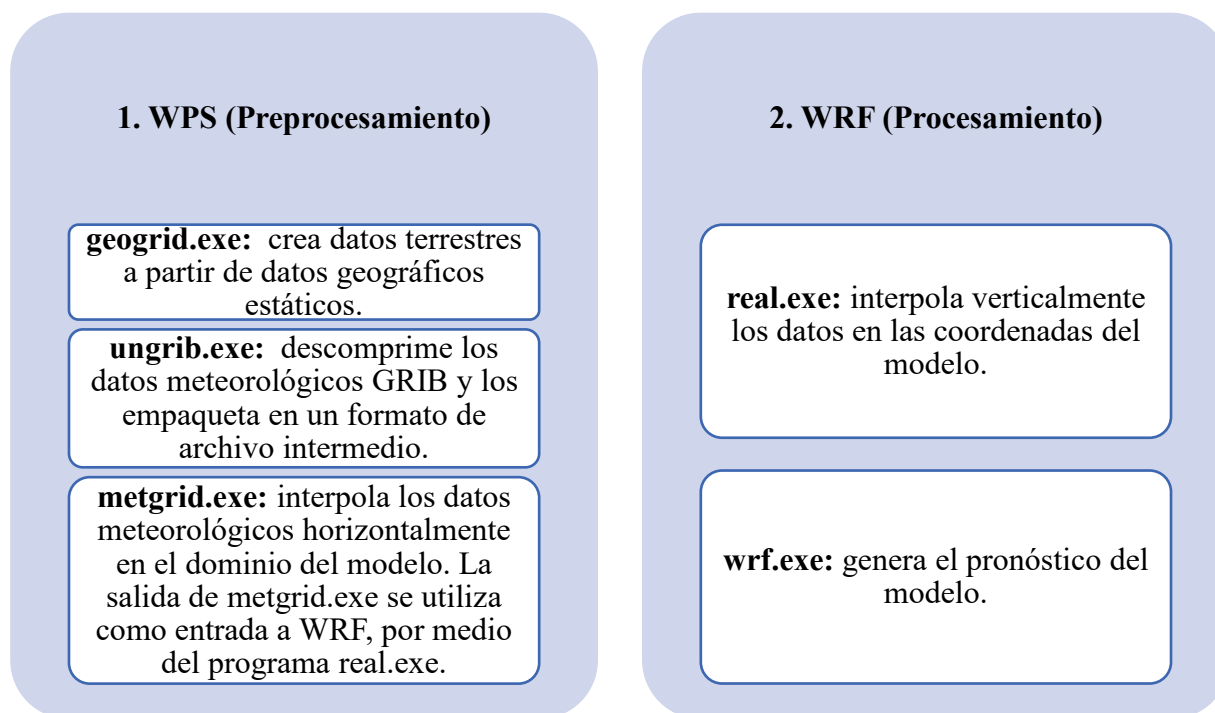 1. WPS (Preprocesamiento)
geogrid.exe: crea datos terrestres
a partir de datos geográficos
estáticos.
ungrib.exe: descomprime los
datos meteorológicos GRIB y los
empaqueta en un formato de
archivo intermedio.
metgrid.exe: interpola los datos
meteorológicos horizontalmente
en el dominio del modelo. La
salida de metgrid.exe se utiliza
como entrada a WRF, por medio
del programa real.exe.
2. WRF (Procesamiento)
real.exe: interpola verticalmente
los datos en las coordenadas del
modelo.
wrf.exe: genera el pronóstico del
modelo.